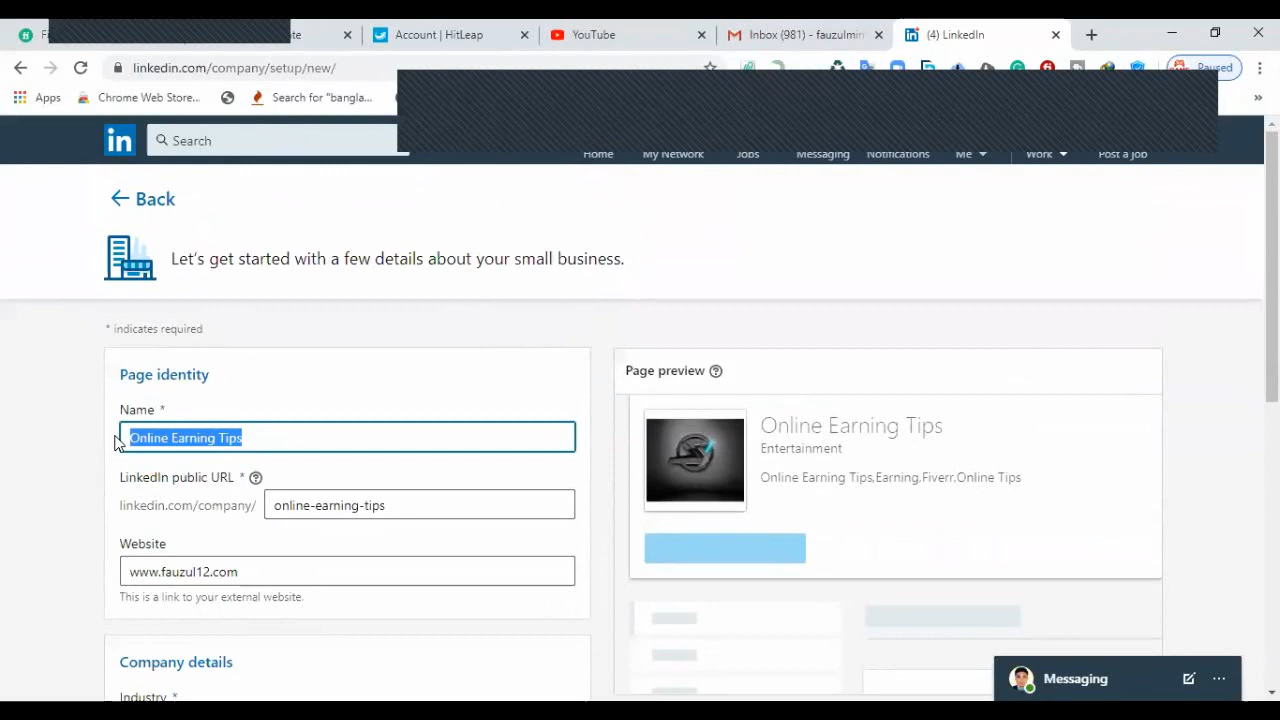 Account | HitLeap
YouTube
Inbox (981) - fauzulmin
(4) LinkedIn
linkedin.com/company/setup/new/
Paused
Apps
Chrome Web Store...
Search for "bangla...
in
Search
Home
My Network
Jobs
Messaging
Notifications
Me
Work
Post a Job
Back
Let's get started with a few details about your small business.
* indicates required
Page identity
Name *
Online Earning Tips
LinkedIn public URL *
linkedin.com/company/
online-earning-tips
Website
www.fauzul12.com
This is a link to your external website.
Company details
Industry *
Page preview
Online Earning Tips
Entertainment
Online Earning Tips,Earning,Fiverr,Online Tips
Messaging